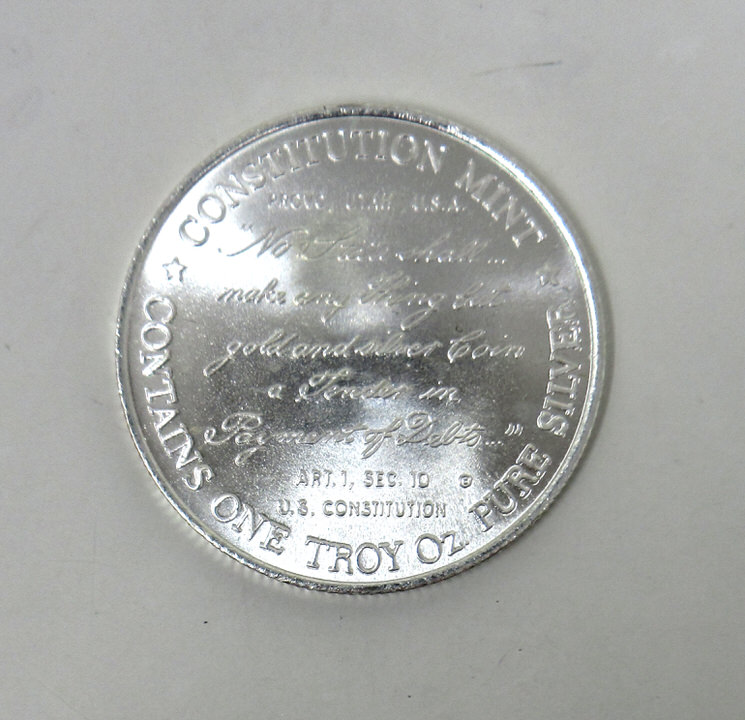 CONSTITUTION MINT
PROVO, UTAH U.S.A.
"No State shall...
make any Thing but
gold and silver Coin
a Tender in
Payment of Debts..."
ART. 1, SEC. 10
U.S. CONSTITUTION
CONTAINS ONE TROY OZ. PURE SILVER